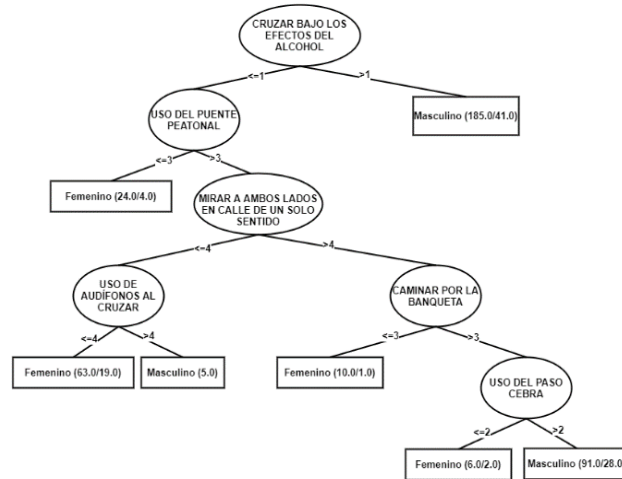 CRUZAR BAJO LOS
EFECTOS DEL
ALCOHOL
<=1
>1
USO DEL PUENTE
PEATONAL
Masculino (185.0/41.0)
<=3
>3
Femenino (24.0/4.0)
MIRAR A AMBOS LADOS
EN CALLE DE UN SOLO
SENTIDO
<=4
>4
USO DE
AUDÍFONOS AL
CRUZAR
CAMINAR POR LA
BANQUETA
<=4
>4
<=3
>3
Femenino (63.0/19.0)
Masculino (5.0)
Femenino (10.0/1.0)
USO DEL PASO
CEBRA
<=2
>2
Femenino (6.0/2.0)
Masculino (91.0/28.0)